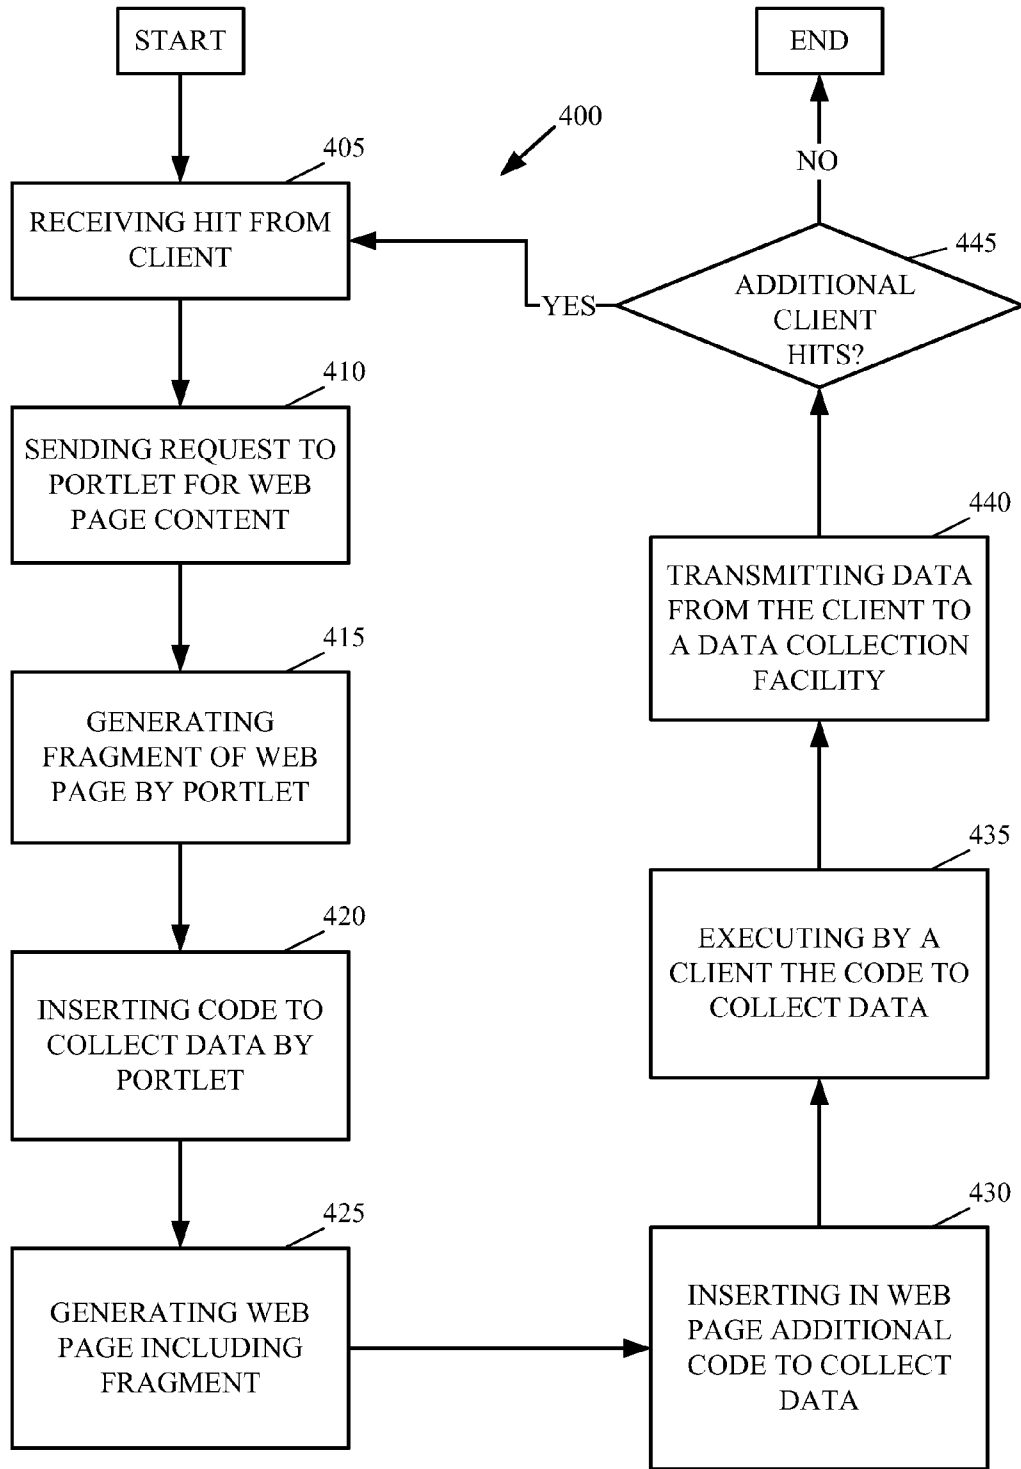 START
405
RECEIVING HIT FROM
CLIENT
410
SENDING REQUEST TO
PORTLET FOR WEB
PAGE CONTENT
415
GENERATING
FRAGMENT OF WEB
PAGE BY PORTLET
420
INSERTING CODE TO
COLLECT DATA BY
PORTLET
425
GENERATING WEB
PAGE INCLUDING
FRAGMENT
430
INSERTING IN WEB
PAGE ADDITIONAL
CODE TO COLLECT
DATA
435
EXECUTING BY A
CLIENT THE CODE TO
COLLECT DATA
440
TRANSMITTING DATA
FROM THE CLIENT TO
A DATA COLLECTION
FACILITY
445
ADDITIONAL
CLIENT
HITS?
YES
NO
END
400